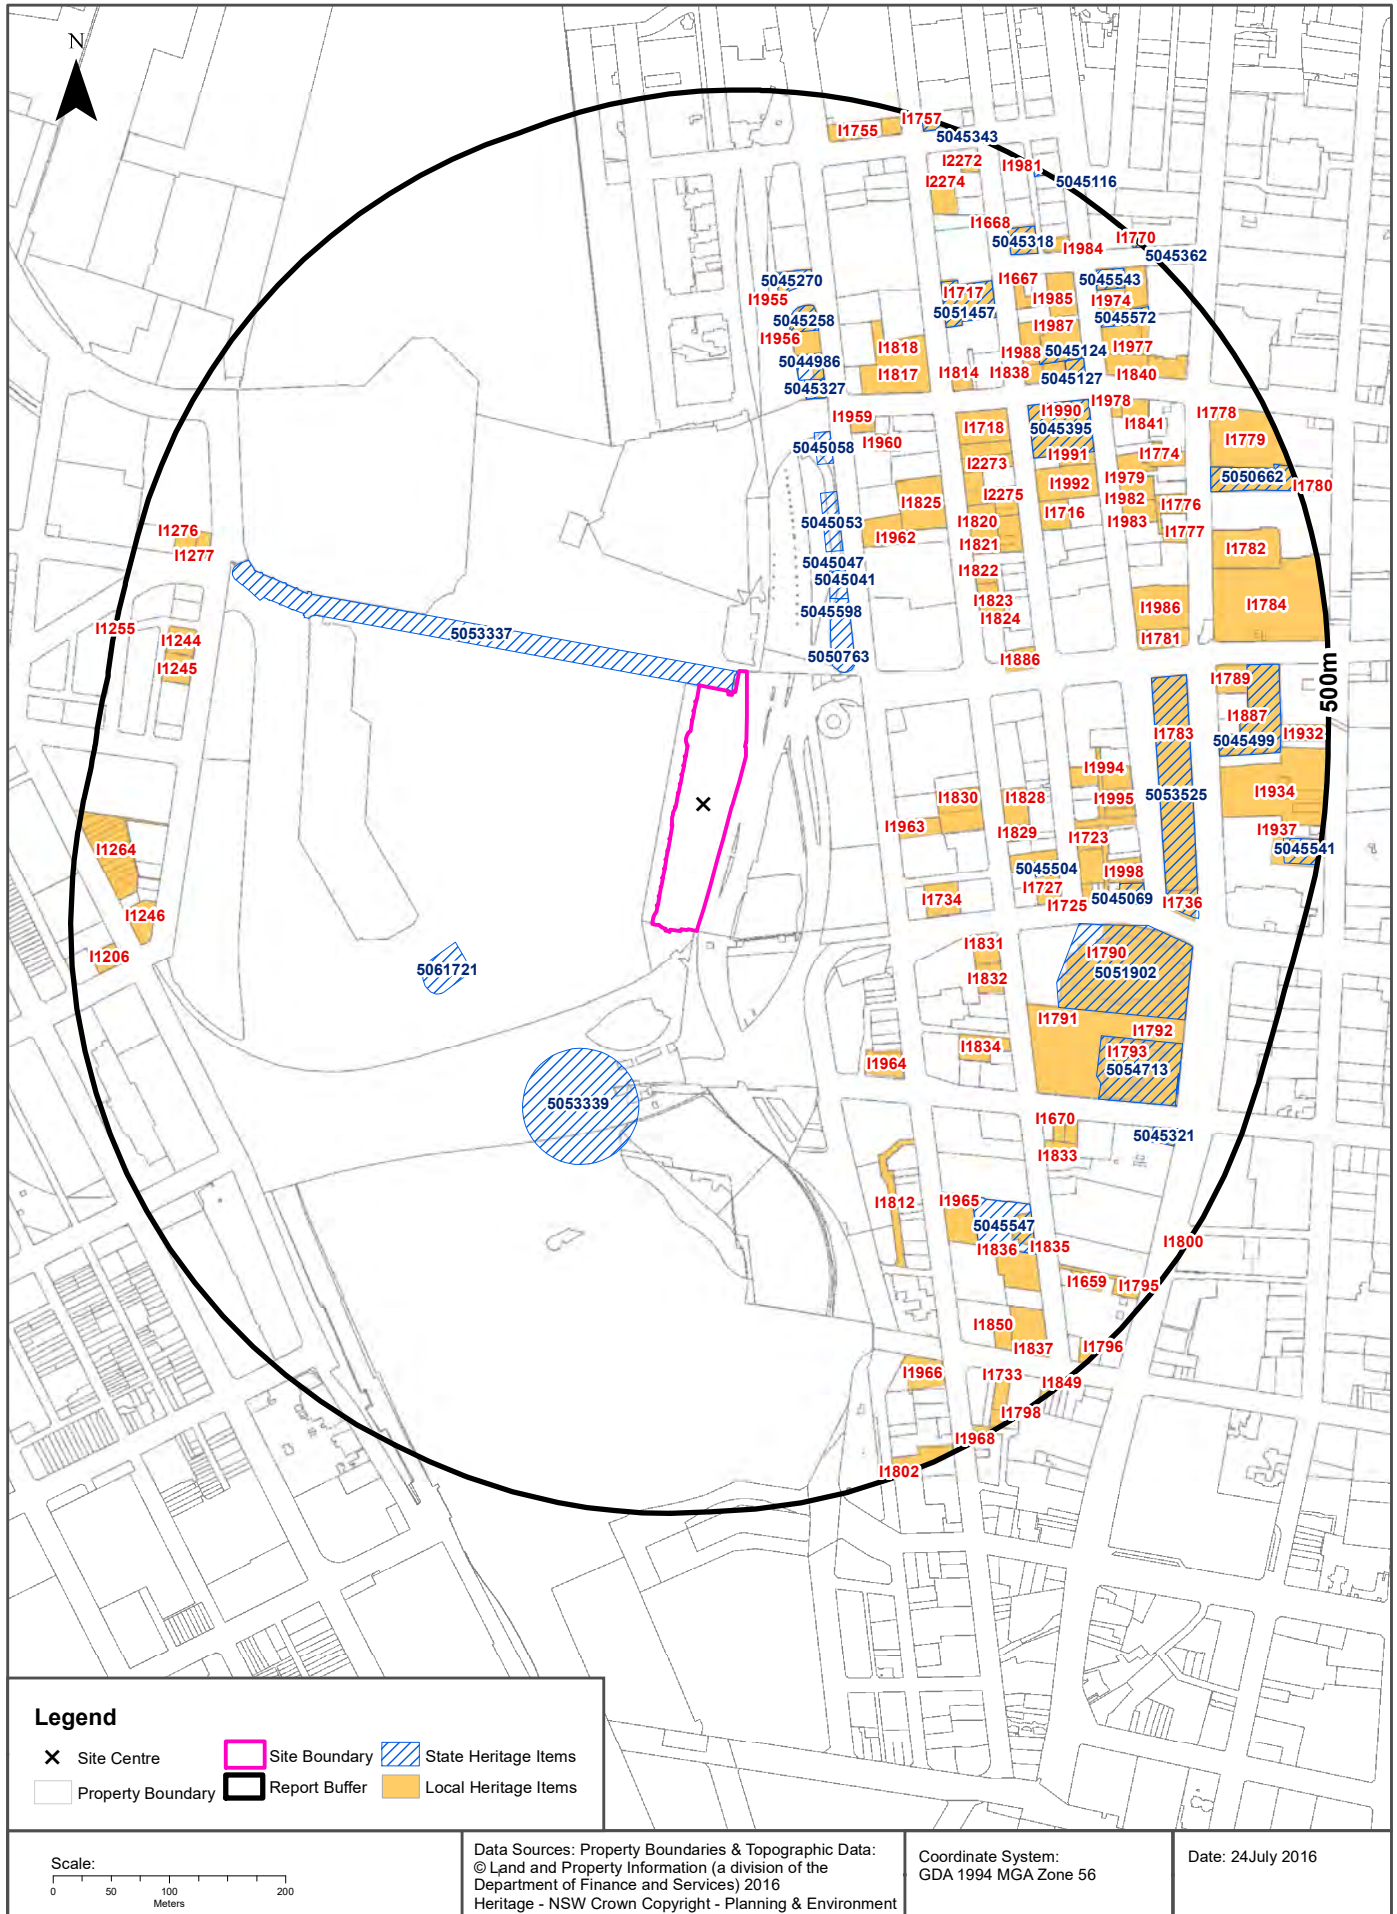 N
I1757
I1755
5045343
I2272
I1981
I2274
5045116
I1668
5045318
I1984
I1770
5045362
5045270
I1955
I1667
5045543
I1717
I1985
I1974
5051457
5045258
5045572
I1956
I1987
I1818
I1977
I1988
5045124
5044986
I1817
I1814
I1838
5045127
I1840
5045327
I1978
I1959
I1990
I1778
I1718
5045395
I1841
I1779
I1960
5045058
I1991
I1774
I2273
5050662
I1979
I1992
I1780
I2275
I1982
I1825
I1776
I1716
5045053
I1820
I1983
I1777
I1276
I1962
I1821
I1782
I1277
5045047
I1822
5045041
I1823
I1784
5045598
I1824
I1986
I1255
5053337
I1244
I1781
5050763
I1886
I1245
I1789
500m
I1887
I1783
I1932
5045499
I1994
I1934
5053525
I1830
I1828
I1995
I1963
I1829
I1937
I1723
I1264
5045541
5045504
I1998
I1727
I1734
I1725
5045069
I1736
I1246
I1831
I1790
I1206
5061721
5051902
I1832
I1791
I1792
I1834
I1793
I1964
5054713
5053339
I1670
5045321
I1833
I1812
I1965
5045547
I1836
I1835
I1800
I1659
I1795
I1850
I1837
I1796
I1966
I1733
I1849
I1798
I1968
I1802
Legend
Site Centre
Site Boundary
State Heritage Items
Property Boundary
Report Buffer
Local Heritage Items
Scale:
0 50 100 200
Meters
Data Sources: Property Boundaries & Topographic Data:
© Land and Property Information (a division of the
Department of Finance and Services) 2016
Heritage - NSW Crown Copyright - Planning & Environment
Coordinate System:
GDA 1994 MGA Zone 56
Date: 24July 2016